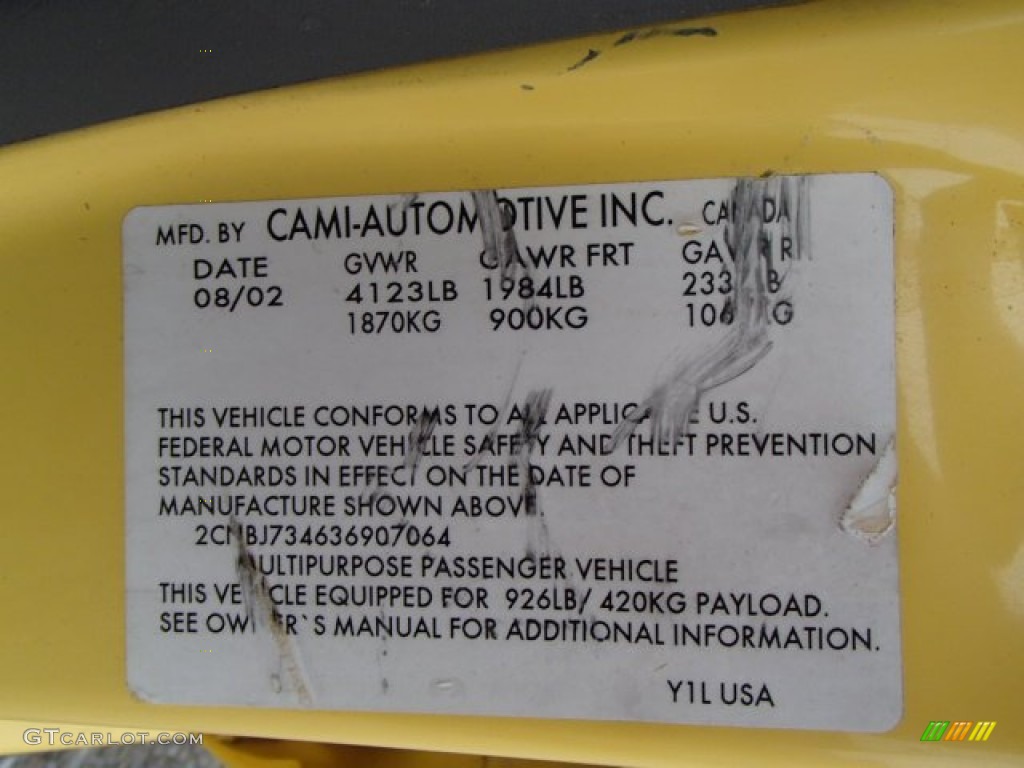 MFD. BY CAMI-AUTOMOTIVE INC. CANADA
DATE GVWR GAWR FRT GAWR RR
08/02 4123LB 1984LB
1870KG 900KG
THIS VEHICLE CONFORMS TO ALL APPLICABLE U.S.
FEDERAL MOTOR VEHICLE SAFETY AND THEFT PREVENTION
STANDARDS IN EFFECT ON THE DATE OF
MANUFACTURE SHOWN ABOVE.
2CNBJ734636907064
MULTIPURPOSE PASSENGER VEHICLE
THIS VEHICLE EQUIPPED FOR 926LB/ 420KG PAYLOAD.
SEE OWNER`S MANUAL FOR ADDITIONAL INFORMATION.
Y1L USA
GTCARLOT.COM